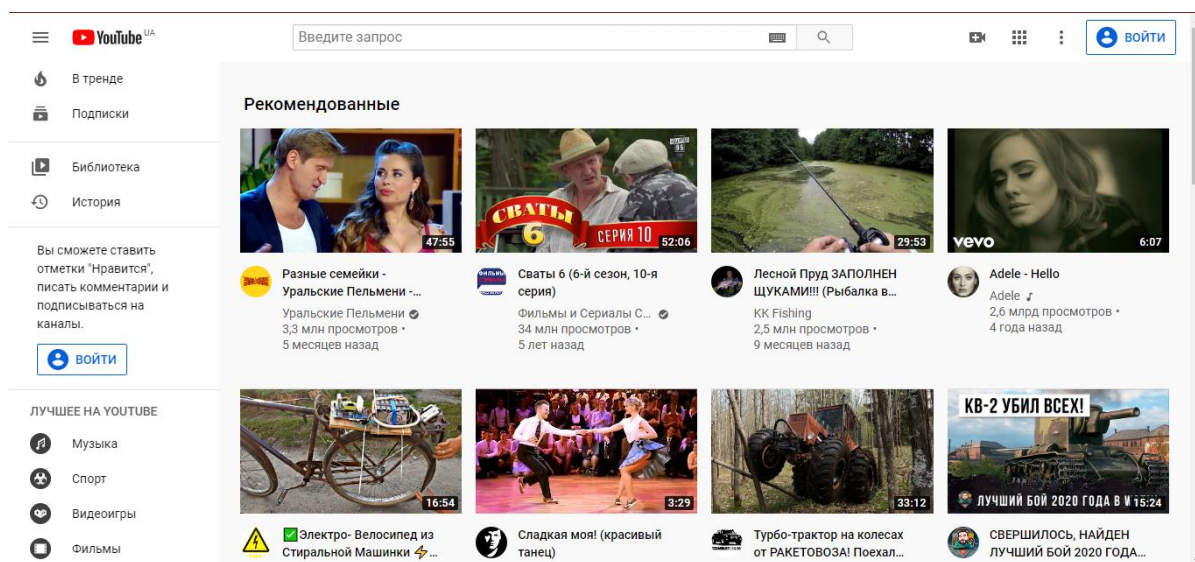 YouTube UA
Введите запрос
ВОЙТИ
В тренде
Подписки
Библиотека
История
Вы сможете ставить
отметки "Нравится",
писать комментарии и
подписываться на
каналы.
ВОЙТИ
ЛУЧШЕЕ НА YOUTUBE
Музыка
Спорт
Видеоигры
Фильмы
Рекомендованные
47:55
Разные семейки -
Уральские Пельмени -...
Уральские Пельмени
3,3 млн просмотров •
5 месяцев назад
СВАТЫ
6
СЕРИЯ 10
52:06
Сваты 6 (6-й сезон, 10-я
серия)
Фильмы и Сериалы С...
34 млн просмотров •
5 лет назад
29:53
Лесной Пруд ЗАПОЛНЕН
ЩУКАМИ!!! (Рыбалка в...
KK Fishing
2,5 млн просмотров •
9 месяцев назад
vevo
6:07
Adele - Hello
Adele
2,6 млрд просмотров •
4 года назад
16:54
✅Электро- Велосипед из
Стиральной Машинки ⚡...
3:29
Сладкая моя! (красивый
танец)
33:12
Турбо-трактор на колесах
от РАКЕТОВОЗА! Поехал...
КВ-2 УБИЛ ВСЕХ!
ЛУЧШИЙ БОЙ 2020 ГОДА В
15:24
СВЕРШИЛОСЬ, НАЙДЕН
ЛУЧШИЙ БОЙ 2020 ГОДА...